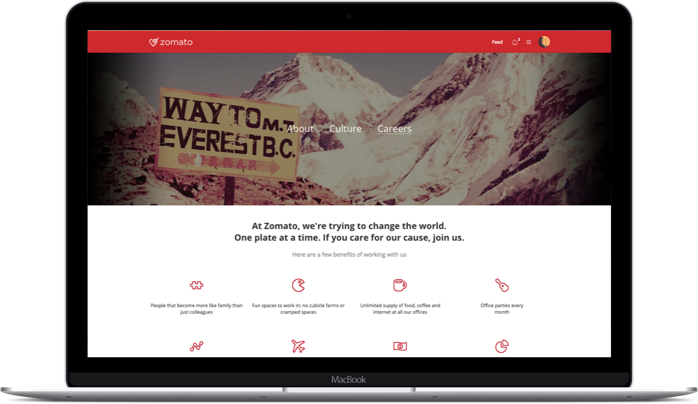 zomato
Feed
2
WAY TO M.T
EVEREST B.C.
About Culture Careers
At Zomato, we're trying to change the world.
One plate at a time. If you care for our cause, join us.
Here are a few benefits of working with us
People that become more like family than
just colleagues
Fun spaces to work in; no cubicle farms or
cramped spaces
Unlimited supply of food, coffee and
internet at all our offices
Office parties every
month
MacBook